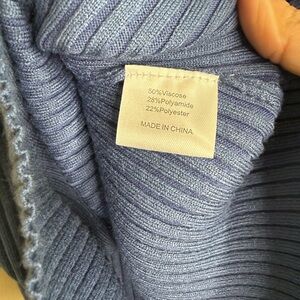 50%Viscose
28%Polyamide
22%Polyester
MADE IN CHINA